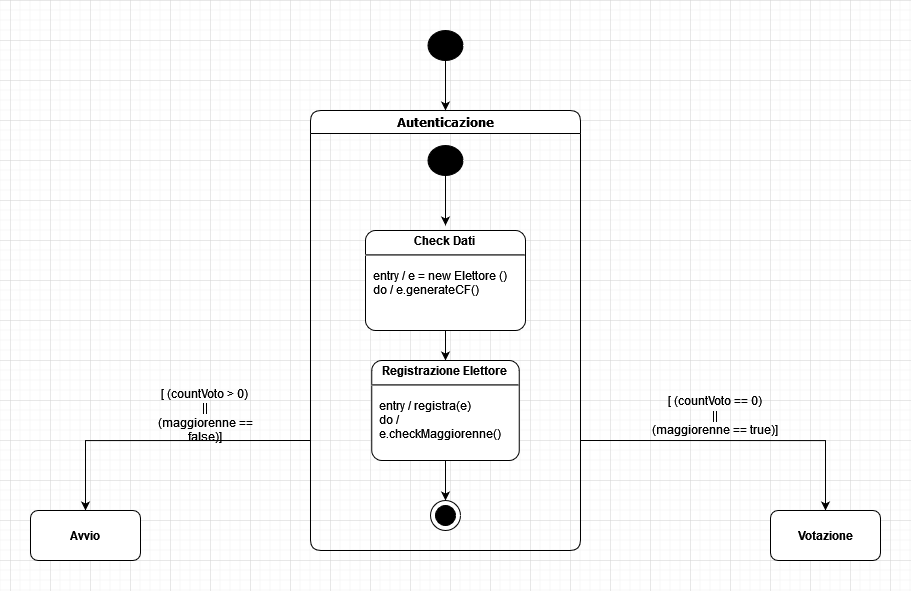 Autenticazione
Check Dati
entry / e = new Elettore ()
do / e.generateCF()
Registrazione Elettore
entry / registra(e)
do /
e.checkMaggiorenne()
[ (countVoto > 0)
||
(maggiorenne ==
false)]
[ (countVoto == 0)
||
(maggiorenne == true)]
Avvio
Votazione